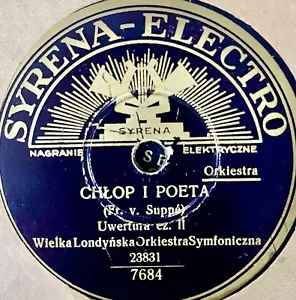 SYRENA-ELECTRO
SYRENA
NAGRANIE ELEKTRYCZNE
Orkiestra
CHŁOP I POETA
(Fr. v. Suppé)
Uwertura cz. II
Wielka Londyńska Orkiestra Symfoniczna
23831
7684